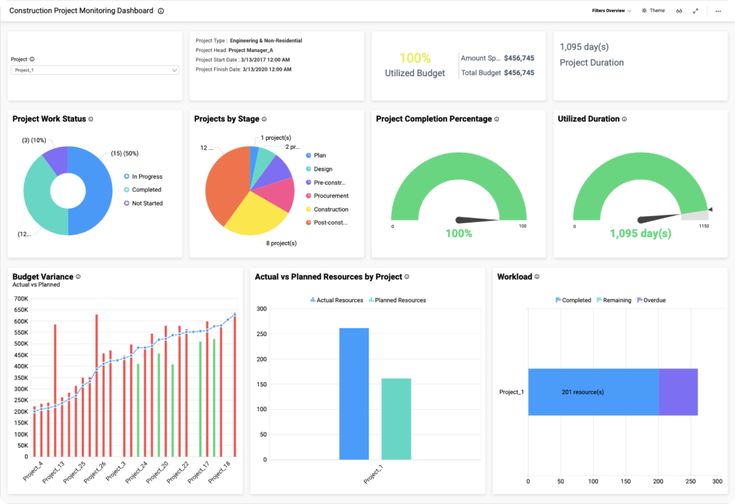 Construction Project Monitoring Dashboard
Filters Overview
Theme
Project
Project_1
Project Type : Engineering & Non-Residential
Project Head: Project Manager_A
Project Start Date : 3/13/2017 12:00 AM
Project Finish Date : 3/13/2020 12:00 AM
100%
Utilized Budget
Amount Sp... $456,745
Total Budget $456,745
1,095 day(s)
Project Duration
Project Work Status
(3) (10%)
(15) (50%)
(12...
In Progress
Completed
Not Started
Projects by Stage
1 project(s)
2 pr...
12 ...
8 project(s)
Plan
Design
Pre-constr...
Procurement
Construction
Post-const...
Project Completion Percentage
0
100
100%
Utilized Duration
0
1150
1,095 day(s)
Budget Variance
Actual vs Planned
700K
650K
600K
550K
500K
450K
400K
350K
300K
250K
200K
150K
100K
50K
0
Project_4
Project_13
Project_25
Project_26
Project_3
Project_24
Project_20
Project_22
Project_17
Project_18
Actual vs Planned Resources by Project
Actual Resources
Planned Resources
300
250
200
150
100
50
0
Project_1
Workload
Completed
Remaining
Overdue
Project_1
201 resource(s)
0
50
100
150
200
250
300